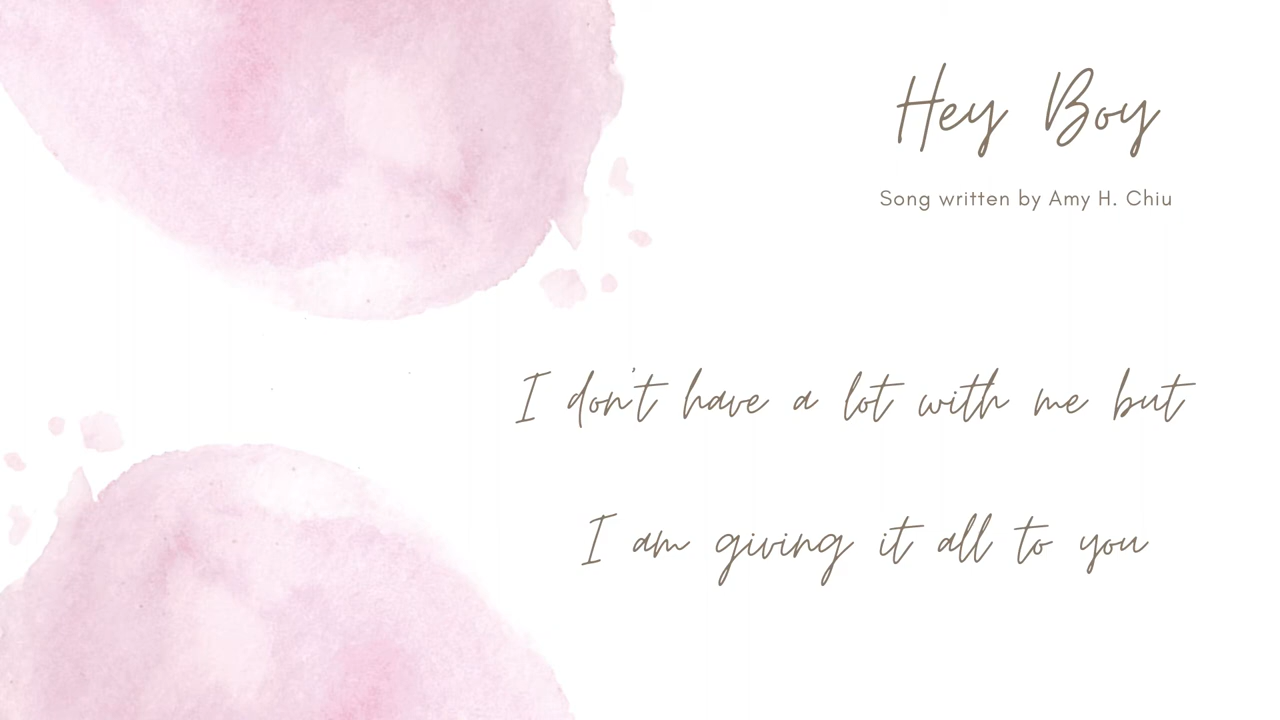 Hey Boy
Song written by Amy H. Chiu
I don't have a lot with me but
I am giving it all to you